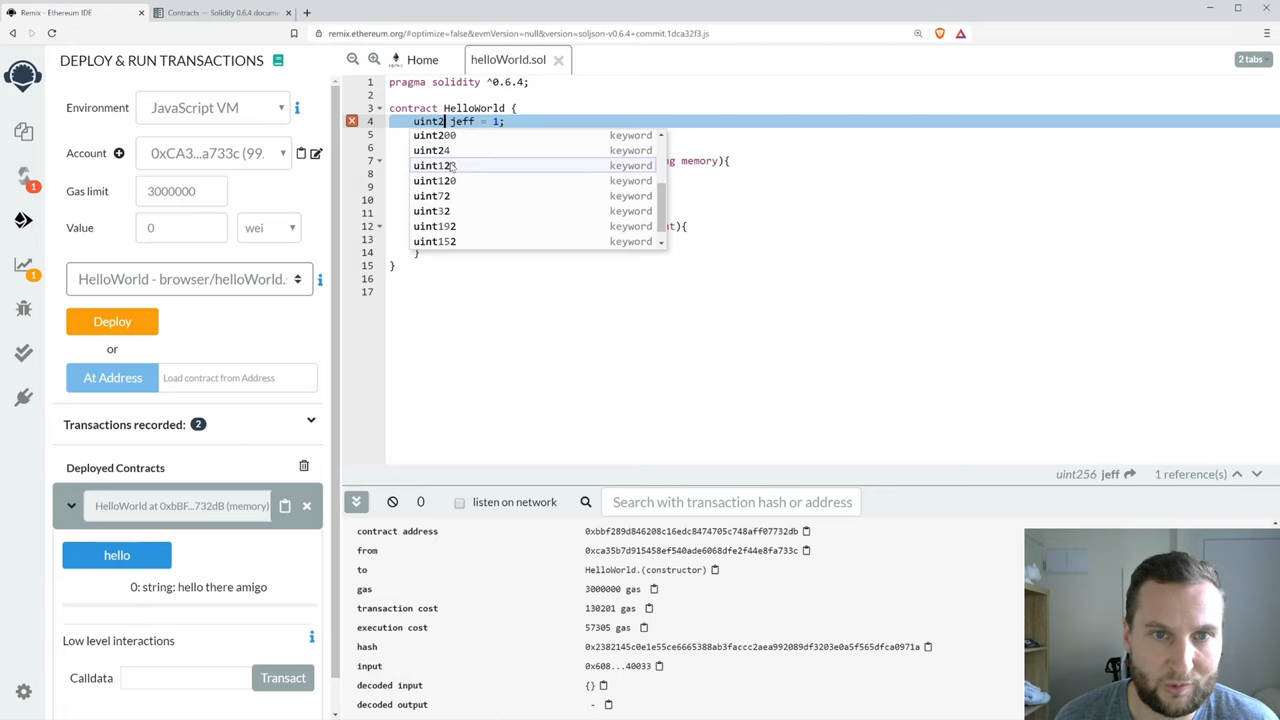 Remix - Ethereum IDE
Contracts — Solidity 0.6.4 docume
remix.ethereum.org/#optimize=false&evmVersion=null&version=soljson-v0.6.4+commit.1dca32f3.js
DEPLOY & RUN TRANSACTIONS
Home
helloWorld.sol
2 tabs
Environment
JavaScript VM
Account
0xCA3...a733c (99.
Gas limit
3000000
Value
0
wei
1
1
HelloWorld - browser/helloWorld.
Deploy
or
At Address
Load contract from Address
Transactions recorded: 2
Deployed Contracts
HelloWorld at 0xbBF...732dB (memory)
hello
0: string: hello there amigo
Low level interactions
Calldata
Transact
1 pragma solidity ^0.6.4;
2
3 contract HelloWorld {
4 uint2 jeff = 1;
5
6
7 ng memory){
8
9
10
11
12 t){
13
14 }
15 }
16
17
uint200 keyword
uint24 keyword
uint128 keyword
uint120 keyword
uint72 keyword
uint32 keyword
uint192 keyword
uint152 keyword
uint256 jeff
1 reference(s)
0
listen on network
Search with transaction hash or address
contract address 0xbbf289d846208c16edc8474705c748aff07732db
from 0xca35b7d915458ef540ade6068dfe2f44e8fa733c
to HelloWorld.(constructor)
gas 3000000 gas
transaction cost 130201 gas
execution cost 57305 gas
hash 0x2382145c0e1e55ce6665388ab3faccc2aea992089df3203e0a5f565dfca0971a
input 0x608...40033
decoded input {}
decoded output -